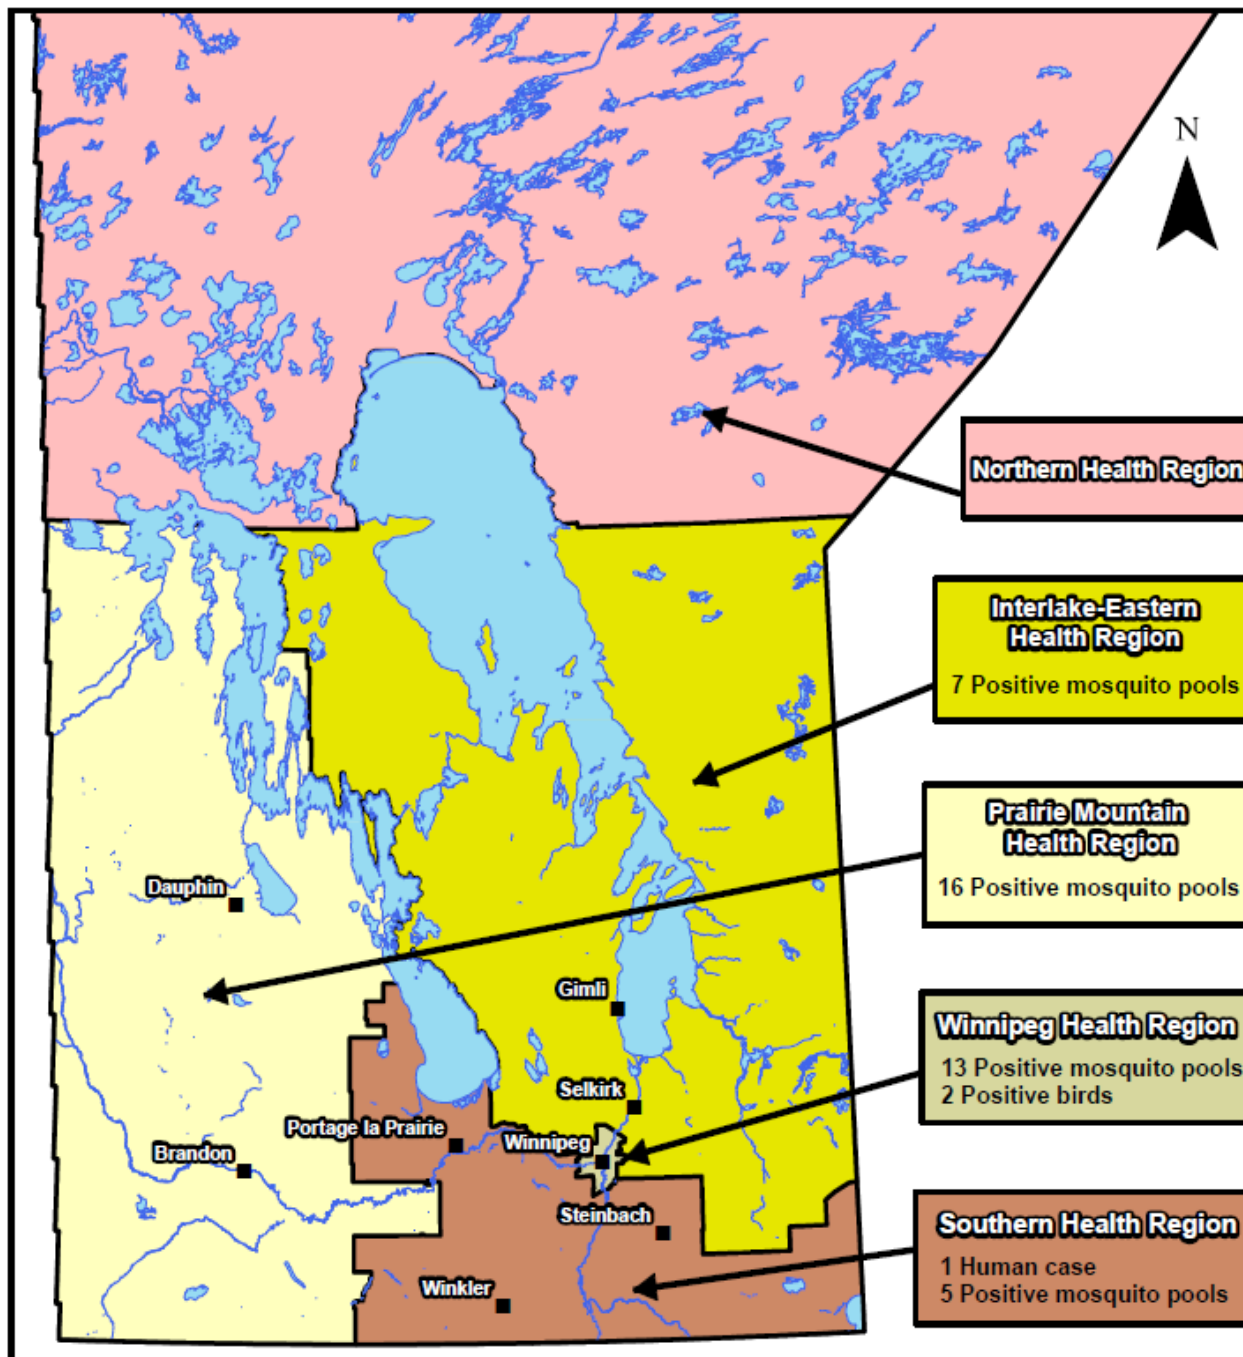 N
Northern Health Region
Interlake-Eastern
Health Region
7 Positive mosquito pools
Prairie Mountain
Health Region
16 Positive mosquito pools
Dauphin
Gimli
Winnipeg Health Region
13 Positive mosquito pools
2 Positive birds
Selkirk
Portage la Prairie
Winnipeg
Brandon
Steinbach
Southern Health Region
1 Human case
5 Positive mosquito pools
Winkler